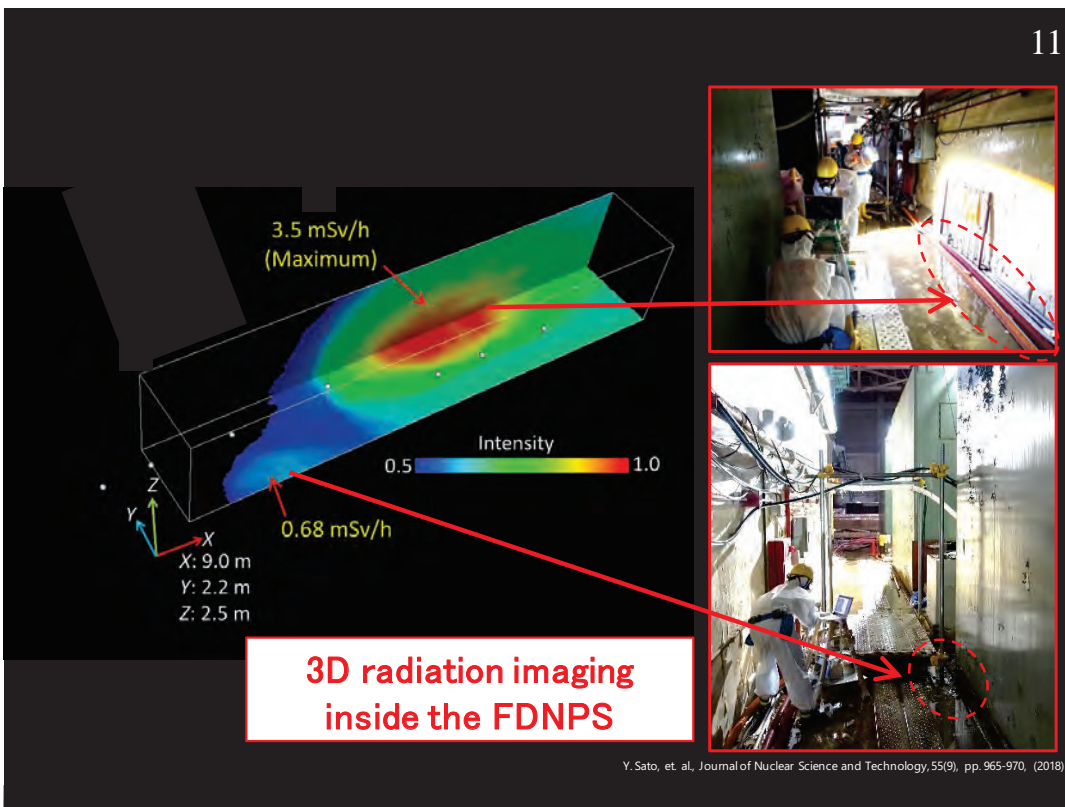 11
3.5 mSv/h
(Maximum)
Intensity
0.5
1.0
Z
Y
X
0.68 mSv/h
X: 9.0 m
Y: 2.2 m
Z: 2.5 m
3D radiation imaging
inside the FDNPS
Y. Sato, et. al., Journal of Nuclear Science and Technology, 55(9), pp. 965-970, (2018)